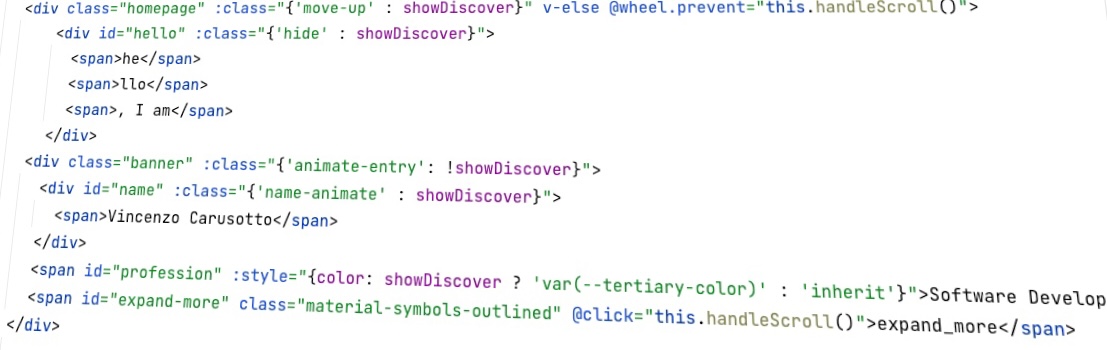 <div class="homepage" :class="{'move-up' : showDiscover}" v-else @wheel.prevent="this.handleScroll()">
<div id="hello" :class="{'hide' : showDiscover}">
<span>he</span>
<span>llo</span>
<span>, I am</span>
</div>
<div class="banner" :class="{'animate-entry': !showDiscover}">
<div id="name" :class="{'name-animate' : showDiscover}">
<span>Vincenzo Carusotto</span>
</div>
<span id="profession" :style="{color: showDiscover ? 'var(--tertiary-color)' : 'inherit'}">Software Develop
<span id="expand-more" class="material-symbols-outlined" @click="this.handleScroll()">expand_more</span>
</div>